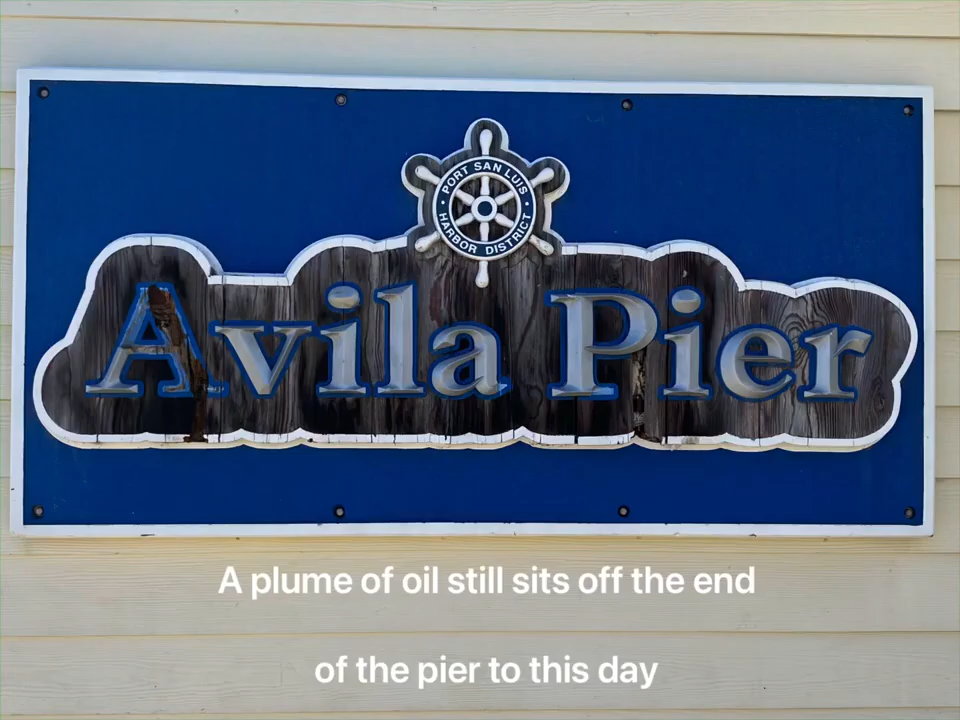 PORT SAN LUIS
HARBOR DISTRICT
Avila Pier
A plume of oil still sits off the end
of the pier to this day